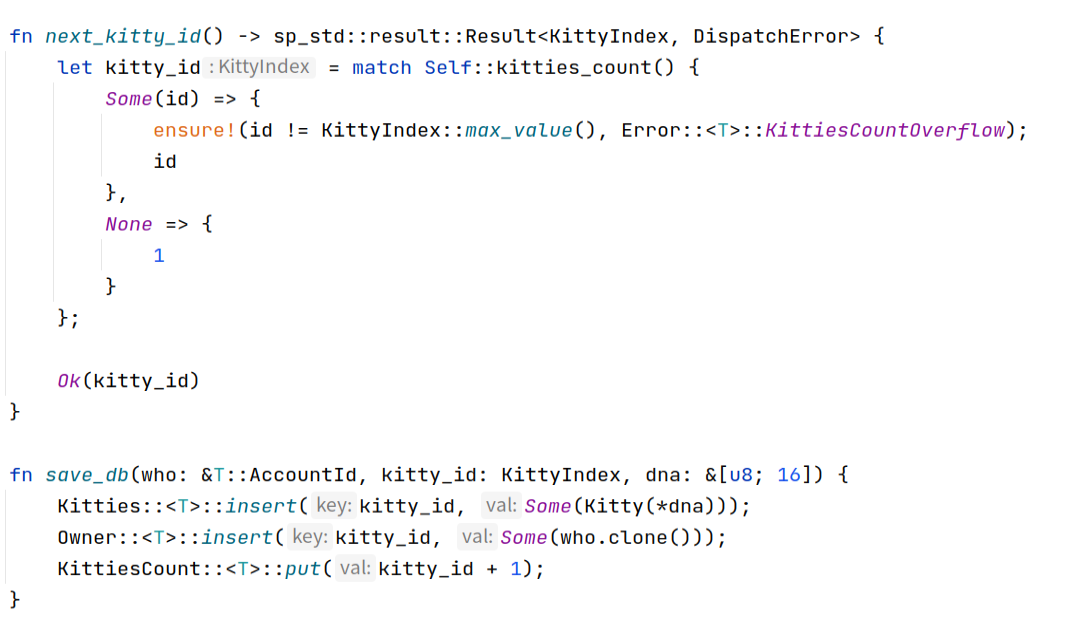 fn next_kitty_id() -> sp_std::result::Result<KittyIndex, DispatchError> {
    let kitty_id : KittyIndex = match Self::kitties_count() {
        Some(id) => {
            ensure!(id != KittyIndex::max_value(), Error::<T>::KittiesCountOverflow);
            id
        },
        None => {
            1
        }
    };

    Ok(kitty_id)
}

fn save_db(who: &T::AccountId, kitty_id: KittyIndex, dna: &[u8; 16]) {
    Kitties::<T>::insert( key: kitty_id, val: Some(Kitty(*dna)));
    Owner::<T>::insert( key: kitty_id, val: Some(who.clone()));
    KittiesCount::<T>::put( val: kitty_id + 1);
}